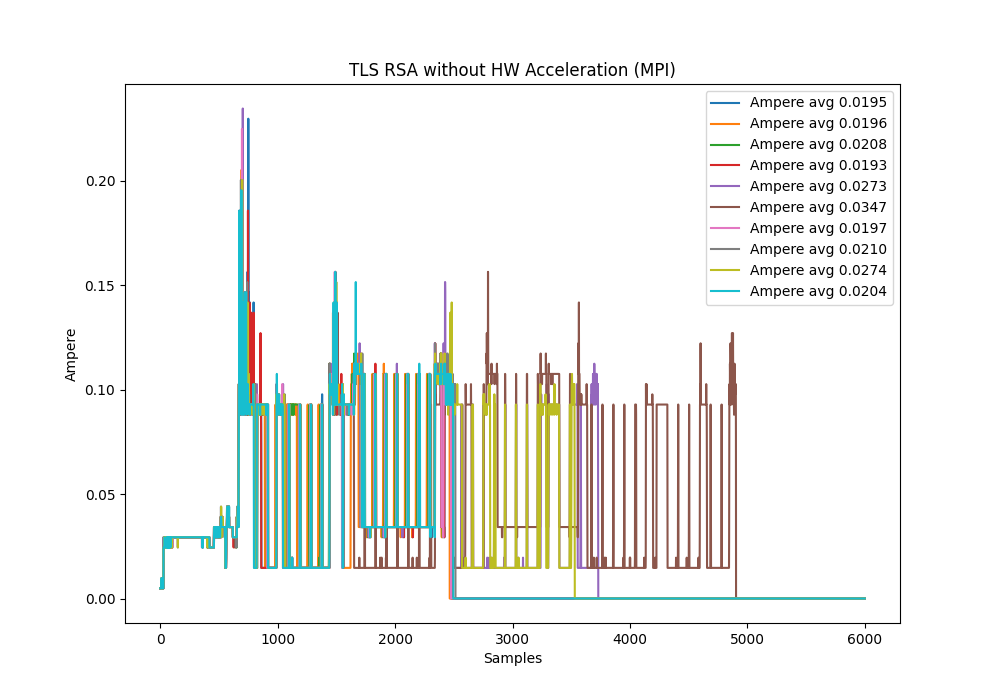 TLS RSA without HW Acceleration (MPI)
Ampere avg 0.0195
Ampere avg 0.0196
Ampere avg 0.0208
Ampere avg 0.0193
Ampere avg 0.0273
Ampere avg 0.0347
Ampere avg 0.0197
Ampere avg 0.0210
Ampere avg 0.0274
Ampere avg 0.0204
0.20
0.15
0.10
0.05
0.00
Ampere
0 1000 2000 3000 4000 5000 6000
Samples